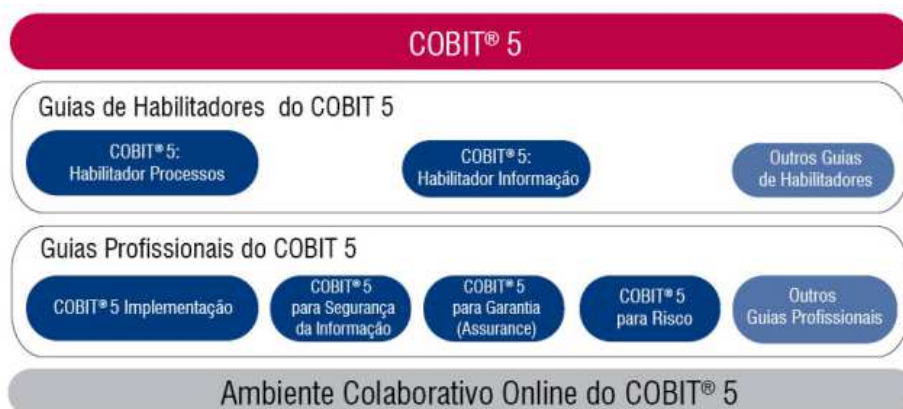 COBIT® 5
Guias de Habilitadores do COBIT 5
COBIT® 5:
Habilitador Processos
COBIT® 5:
Habilitador Informação
Outros Guias
de Habilitadores
Guias Profissionais do COBIT 5
COBIT® 5 Implementação
COBIT® 5
para Segurança
da Informação
COBIT® 5
para Garantia
(Assurance)
COBIT® 5
para Risco
Outros
Guias Profissionais
Ambiente Colaborativo Online do COBIT® 5